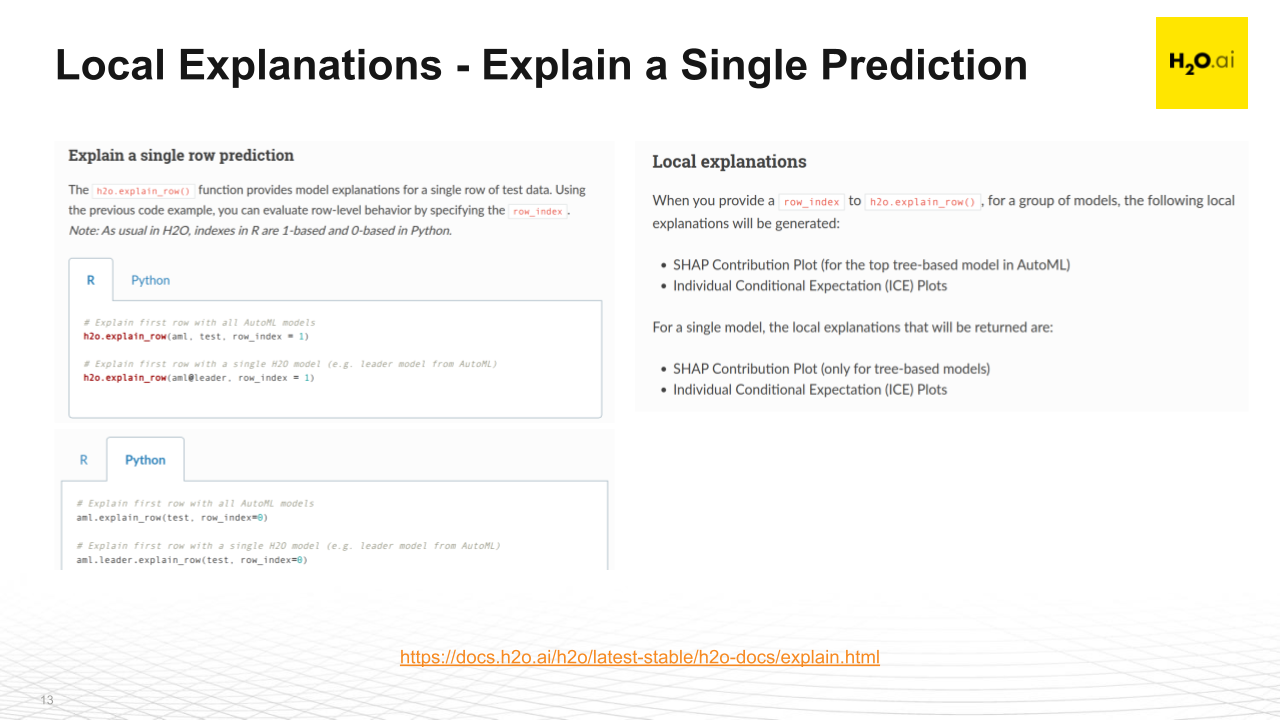 Local Explanations - Explain a Single Prediction
H2O.ai
Explain a single row prediction
The h2o.explain_row() function provides model explanations for a single row of test data. Using
the previous code example, you can evaluate row-level behavior by specifying the row_index.
Note: As usual in H2O, indexes in R are 1-based and 0-based in Python.
R Python
# Explain first row with all AutoML models
h2o.explain_row(aml, test, row_index = 1)
# Explain first row with a single H2O model (e.g. leader model from AutoML)
h2o.explain_row(aml@leader, row_index = 1)
R Python
# Explain first row with all AutoML models
aml.explain_row(test, row_index=0)
# Explain first row with a single H2O model (e.g. leader model from AutoML)
aml.leader.explain_row(test, row_index=0)
Local explanations
When you provide a row_index to h2o.explain_row(), for a group of models, the following local
explanations will be generated:
• SHAP Contribution Plot (for the top tree-based model in AutoML)
• Individual Conditional Expectation (ICE) Plots
For a single model, the local explanations that will be returned are:
• SHAP Contribution Plot (only for tree-based models)
• Individual Conditional Expectation (ICE) Plots
https://docs.h2o.ai/h2o/latest-stable/h2o-docs/explain.html
13